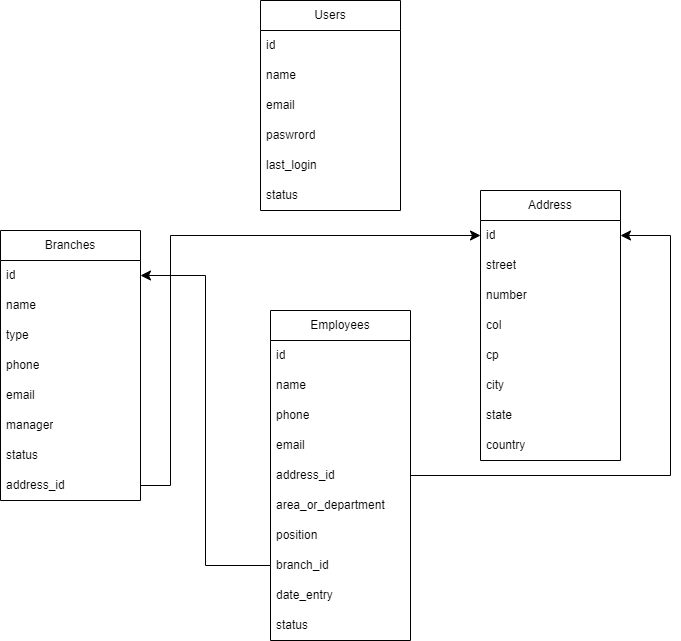 Users
id
name
email
paswrord
last_login
status
Address
id
street
number
col
cp
city
state
country
Branches
id
name
type
phone
email
manager
status
address_id
Employees
id
name
phone
email
address_id
area_or_department
position
branch_id
date_entry
status